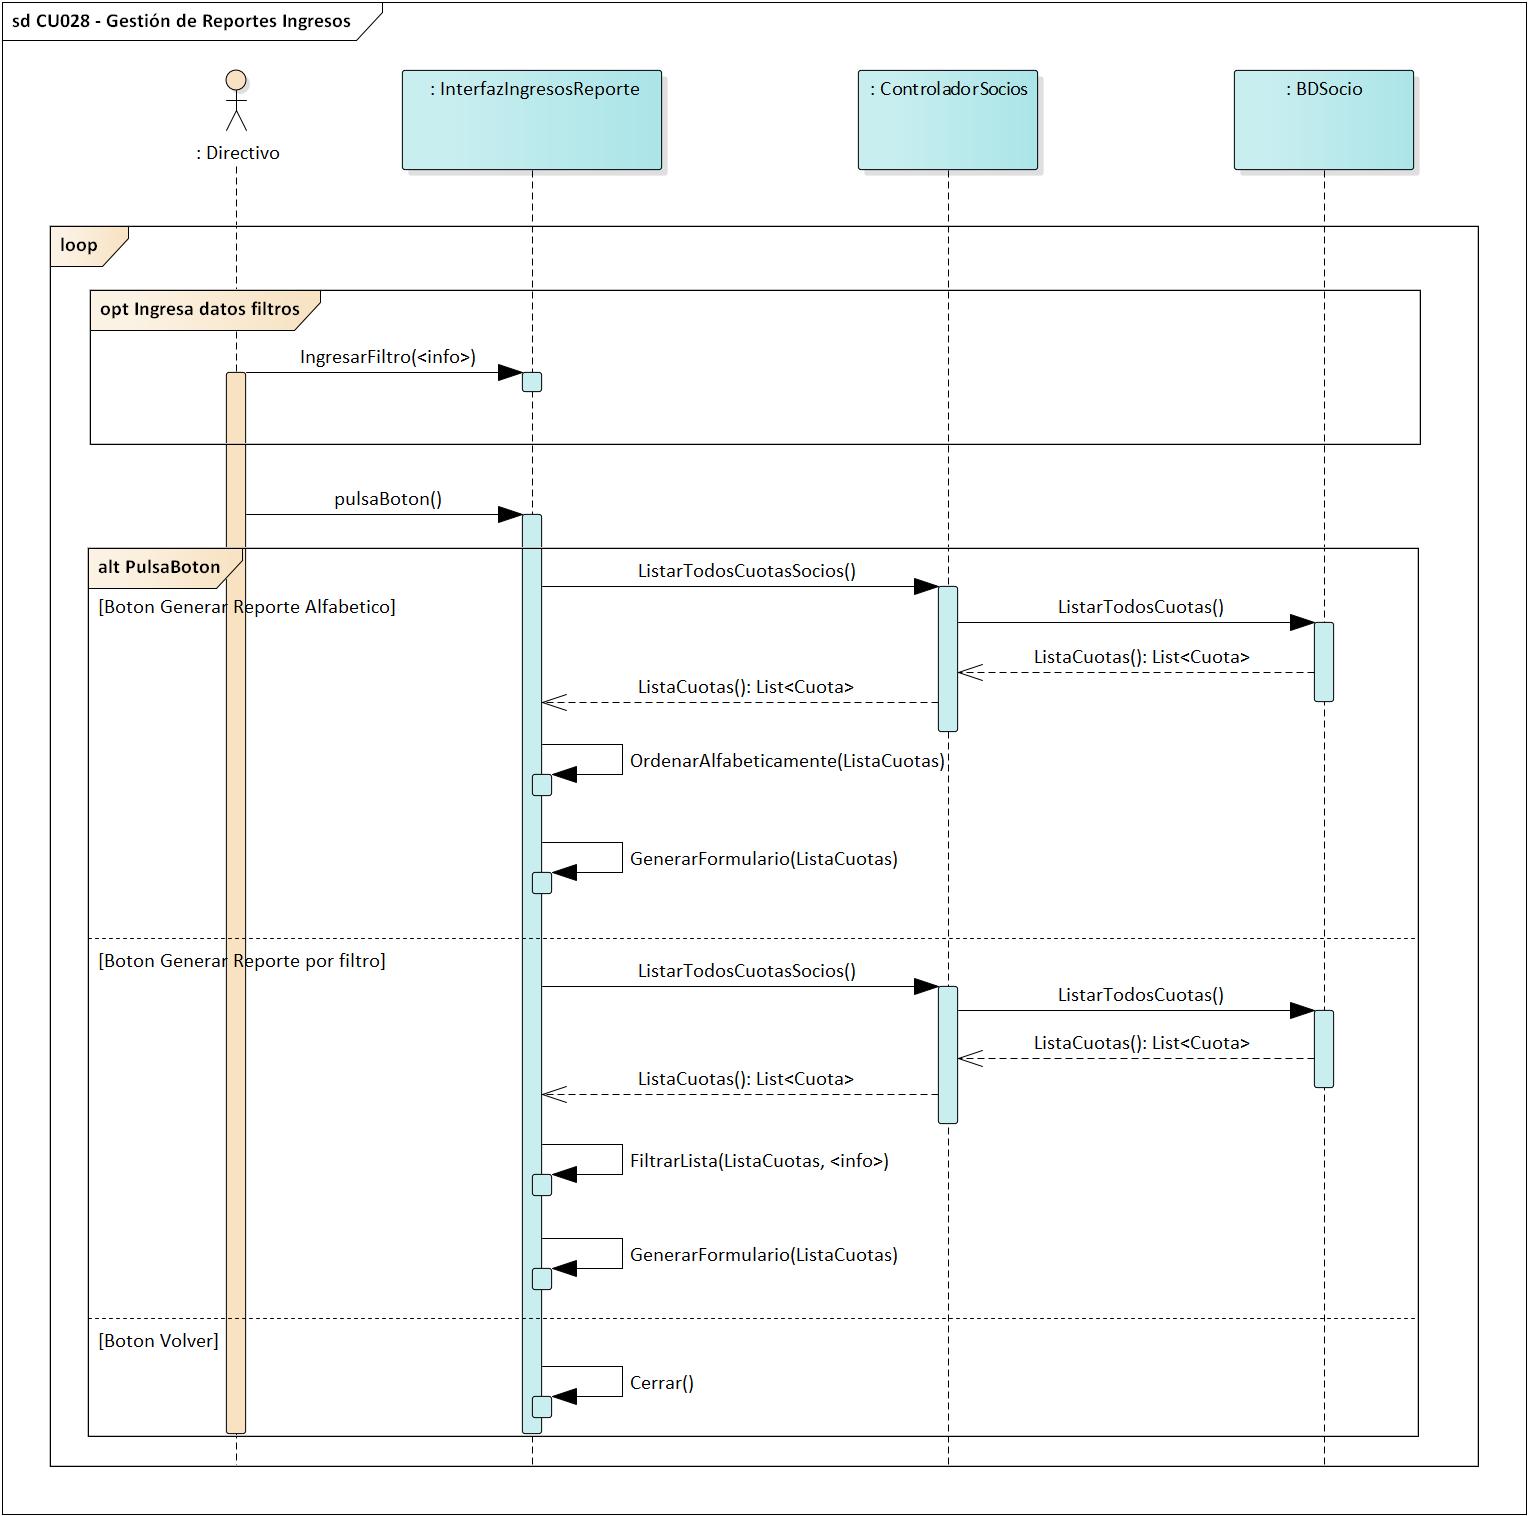 sd CU028 - Gestión de Reportes Ingresos
: Directivo
: InterfazIngresosReporte
: ControladorSocios
: BDSocio
loop
opt Ingresa datos filtros
IngresarFiltro(<info>)
pulsaBoton()
alt PulsaBoton
[Boton Generar Reporte Alfabetico]
ListarTodosCuotasSocios()
ListarTodosCuotas()
ListaCuotas(): List<Cuota>
ListaCuotas(): List<Cuota>
OrdenarAlfabeticamente(ListaCuotas)
GenerarFormulario(ListaCuotas)
[Boton Generar Reporte por filtro]
ListarTodosCuotasSocios()
ListarTodosCuotas()
ListaCuotas(): List<Cuota>
ListaCuotas(): List<Cuota>
FiltrarLista(ListaCuotas, <info>)
GenerarFormulario(ListaCuotas)
[Boton Volver]
Cerrar()